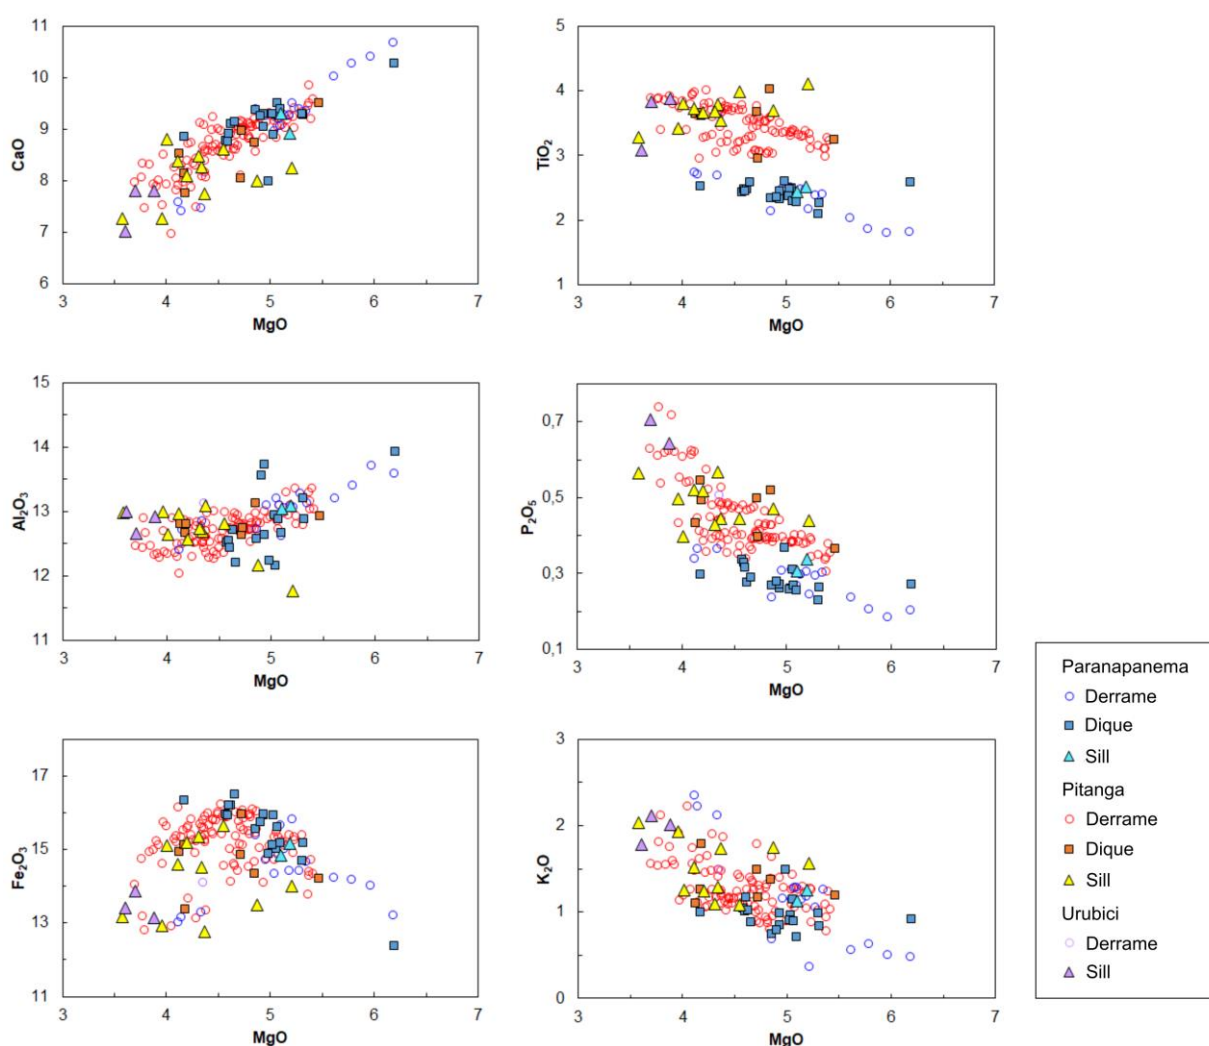 11
10
9
8
7
6
CaO
3
4
5
6
7
MgO
5
4
3
2
1
TiO2
3
4
5
6
7
MgO
15
14
13
12
11
Al2O3
3
4
5
6
7
MgO
0,7
0,5
0,3
0,1
P2O5
3
4
5
6
7
MgO
17
15
13
11
Fe2O3
3
4
5
6
7
MgO
3
2
1
0
K2O
3
4
5
6
7
MgO
Paranapanema
Derrame
Dique
Sill
Pitanga
Derrame
Dique
Sill
Urubici
Derrame
Sill